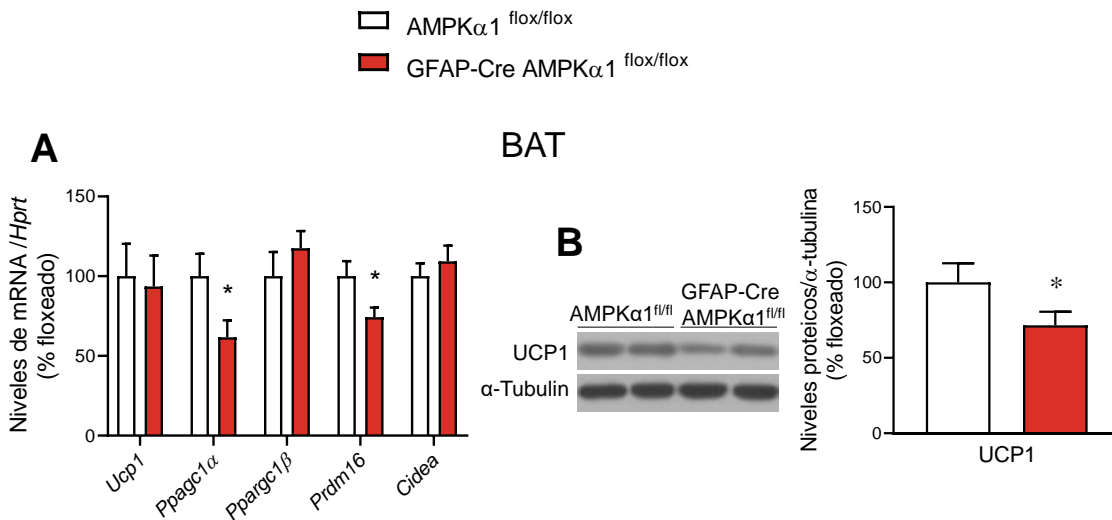 AMPKα1 flox/flox
GFAP-Cre AMPKα1 flox/flox
BAT
A
Niveles de mRNA /Hprt
(% floxeado)
150
100
50
0
*
*
Ucp1
Ppagc1α
Ppargc1β
Prdm16
Cidea
B
AMPKα1fl/fl
GFAP-Cre
AMPKα1fl/fl
UCP1
α-Tubulin
Niveles proteicos/α-tubulina
(% floxeado)
150
100
50
0
*
UCP1